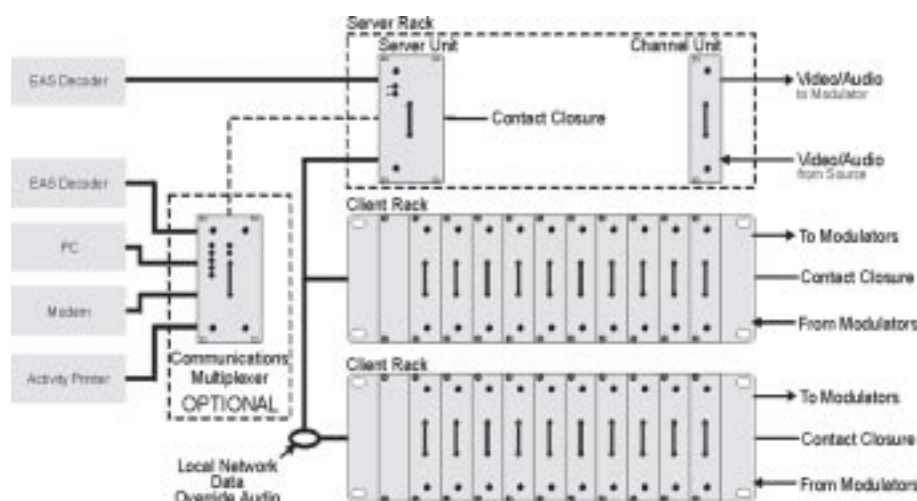 Server Rack
Server Unit
Channel Unit
EAS Decoder
Video/Audio
to Modulator
Contact Closure
Video/Audio
from Source
EAS Decoder
Client Rack
To Modulators
PC
Contact Closure
Modem
From Modulators
Communications
Multiplexer
OPTIONAL
Activity Printer
Client Rack
To Modulators
Contact Closure
Local Network
Data
Override Audio
From Modulators